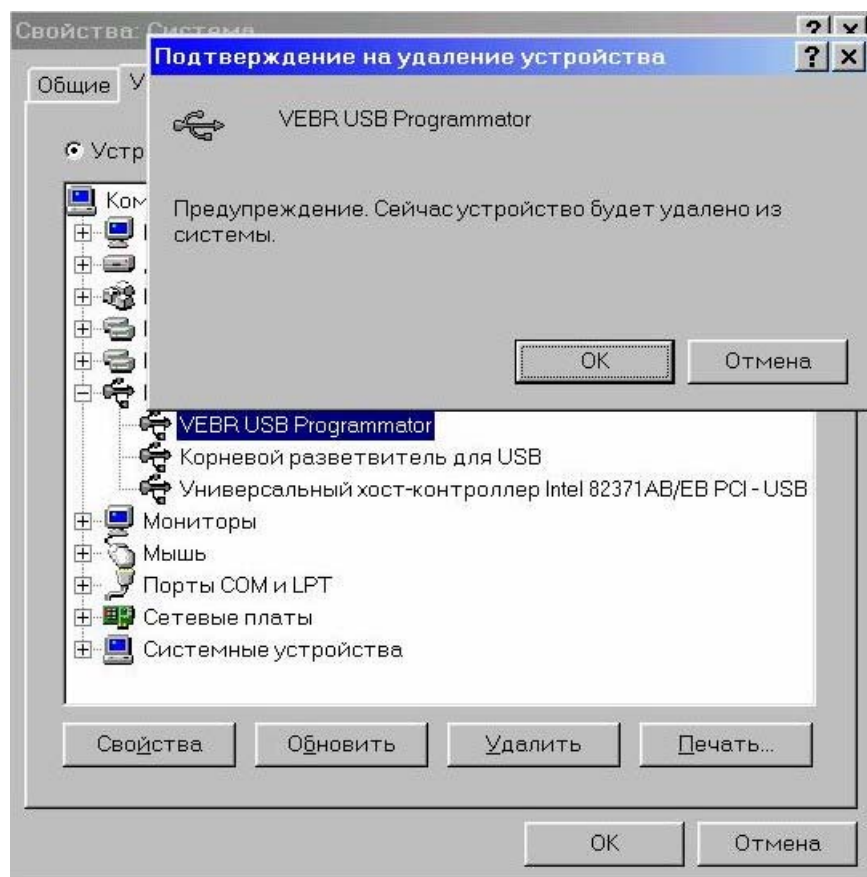 Свойства: Система
Подтверждение на удаление устройства
Общие
VEBR USB Programmator
Предупреждение. Сейчас устройство будет удалено из
системы.
OK
Отмена
VEBR USB Programmator
Корневой разветвитель для USB
Универсальный хост-контроллер Intel 82371AB/EB PCI - USB
Мониторы
Мышь
Порты COM и LPT
Сетевые платы
Системные устройства
Свойства
Обновить
Удалить
Печать...
OK
Отмена